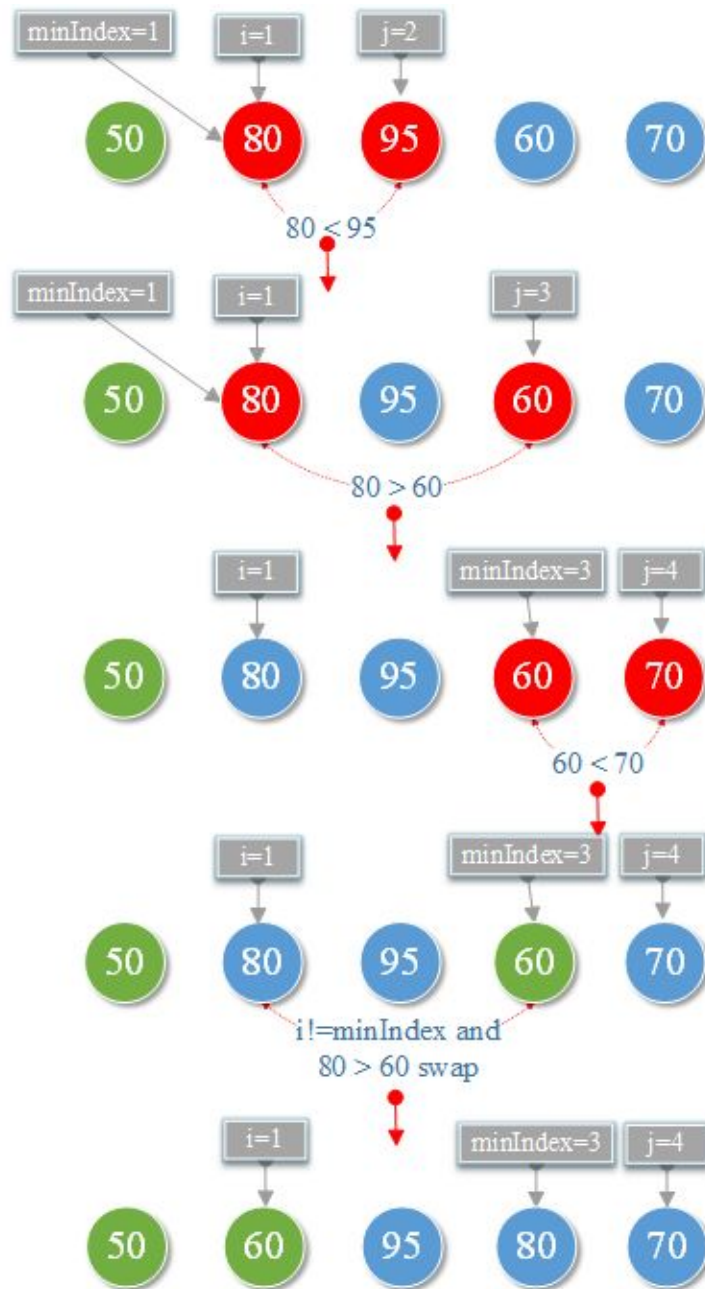 minIndex=1 i=1 j=2
50 80 95 60 70
80 < 95
minIndex=1 i=1 j=3
50 80 95 60 70
80 > 60
i=1 minIndex=3 j=4
50 80 95 60 70
60 < 70
i=1 minIndex=3 j=4
50 80 95 60 70
i!=minIndex and
80 > 60 swap
i=1 minIndex=3 j=4
50 60 95 80 70